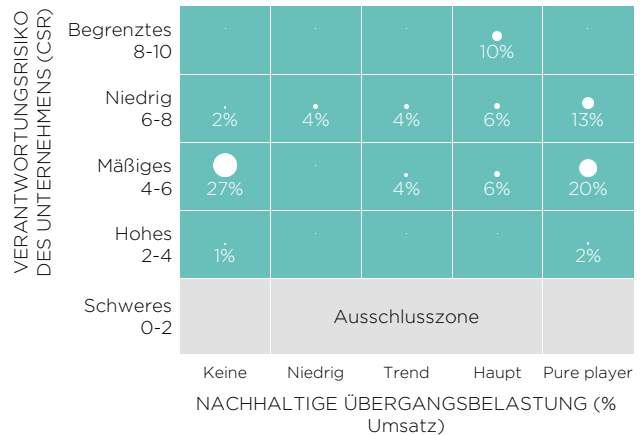 VERANTWORTUNGSRISIKO
DES UNTERNEHMENS (CSR)
Begrenztes
8-10
10%
Niedrig
6-8
2%
4%
4%
6%
13%
Mäßiges
4-6
27%
4%
6%
20%
Hohes
2-4
1%
2%
Schweres
0-2
Ausschlusszone
Keine
Niedrig
Trend
Haupt
Pure player
NACHHALTIGE ÜBERGANGSBELASTUNG (%
Umsatz)